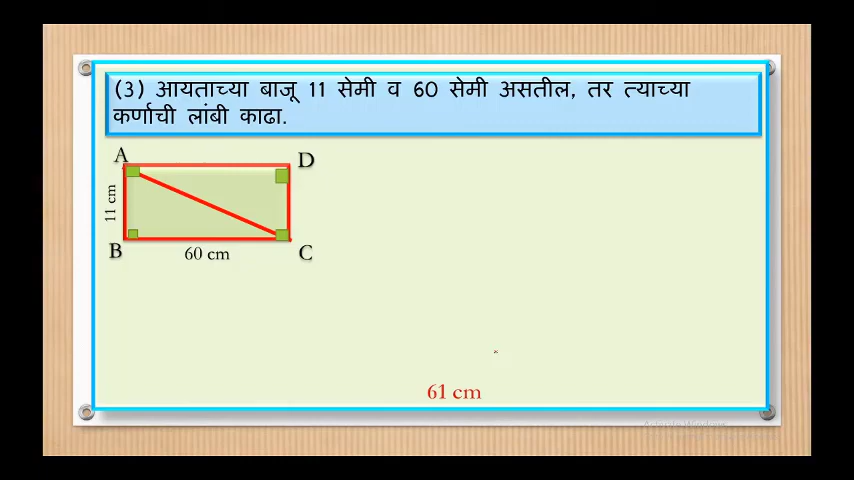 (3) आयताच्या बाजू 11 सेमी व 60 सेमी असतील, तर त्याच्या
कर्णाची लांबी काढा.
A
D
11 cm
B
60 cm
C
61 cm